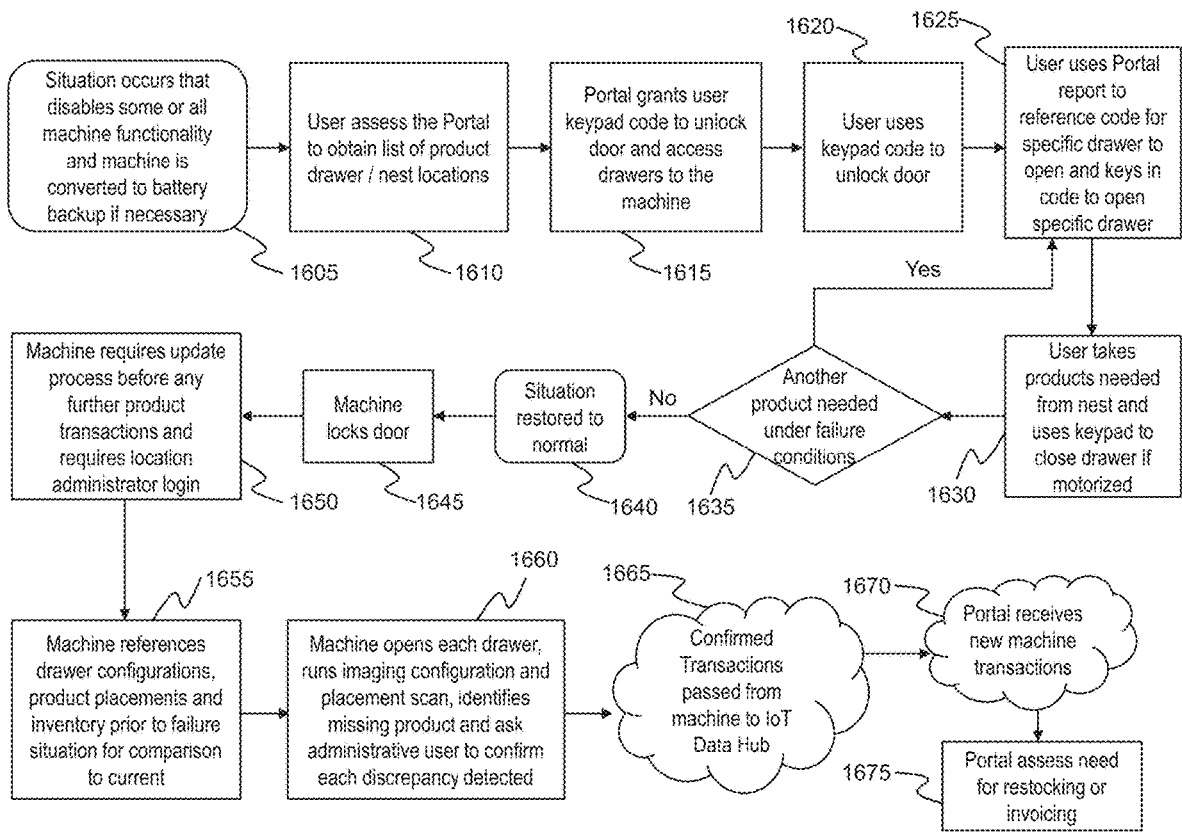 1620
1625
Situation occurs that
disables some or all
machine functionality
and machine is
converted to battery
backup if necessary
User assess the Portal
to obtain list of product
drawer / nest locations
Portal grants user
keypad code to unlock
door and access
drawers to the
machine
User uses
keypad code to
unlock door
User uses Portal
report to
reference code for
specific drawer to
open and keys in
code to open
specific drawer
1605
1610
1615
Yes
Machine requires update
process before any
further product
transactions and
requires location
administrator login
Machine
locks door
Situation
restored to
normal
No
Another
product needed
under failure
conditions
User takes
products needed
from nest and
uses keypad to
close drawer if
motorized
1650
1645
1640
1635
1630
1655
1660
1665
1670
Machine references
drawer configurations,
product placements and
inventory prior to failure
situation for comparison
to current
Machine opens each drawer,
runs imaging configuration and
placement scan, identifies
missing product and ask
administrative user to confirm
each discrepancy detected
Confirmed
Transactions
passed from
machine to IoT
Data Hub
Portal receives
new machine
transactions
1675
Portal assess need
for restocking or
invoicing